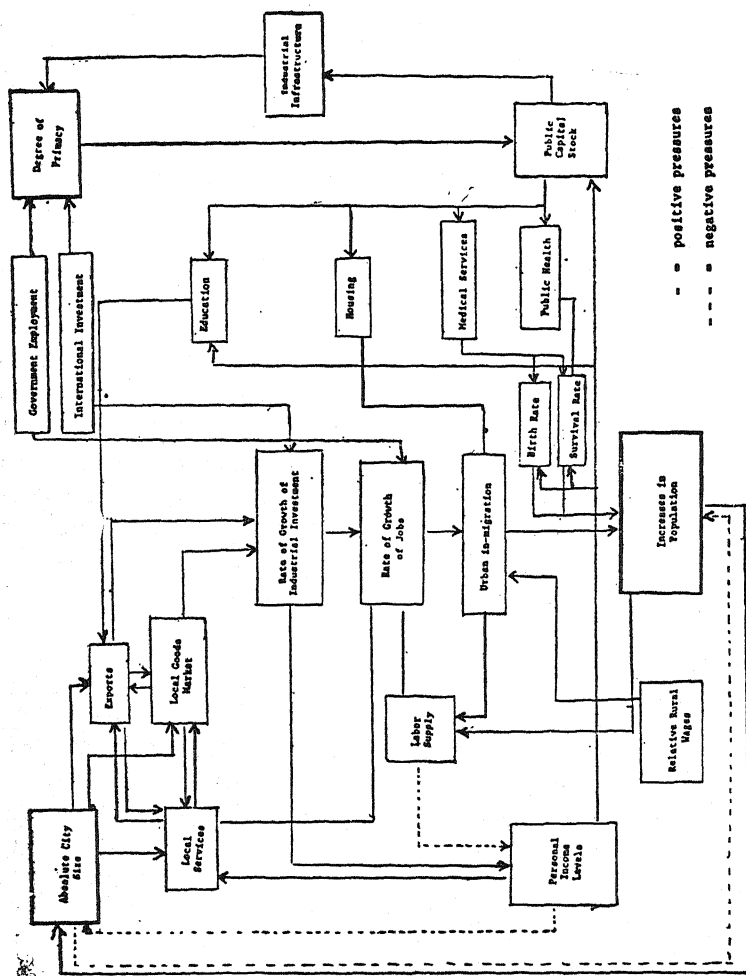 Absolute City
Size
Exports
Local Goods
Market
Local
Services
Government Employment
International Investment
Degree of
Primacy
Industrial
Infrastructure
Education
Rate of Growth of
Industrial Investment
Housing
Rate of Growth
of Jobs
Labor
Supply
Medical Services
Urban in-migration
Public
Capital
Stock
Public Health
Birth Rate
Survival Rate
Personal
Income
Levels
Relative Rural
Wages
Increases in
Population
- = positive pressures
--- = negative pressures